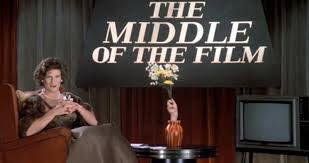 THE
MIDDLE
OF THE FILM